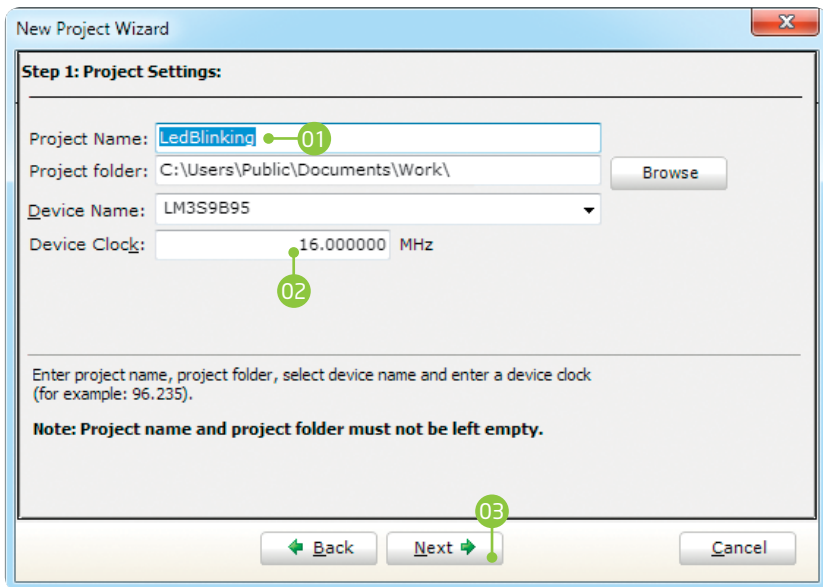 New Project Wizard
Step 1: Project Settings:
Project Name: LedBlinking 01
Project folder: C:\Users\Public\Documents\Work\ Browse
Device Name: LM3S9B95
Device Clock: 16.000000 MHz
02
Enter project name, project folder, select device name and enter a device clock
(for example: 96.235).
Note: Project name and project folder must not be left empty.
03
Back Next Cancel